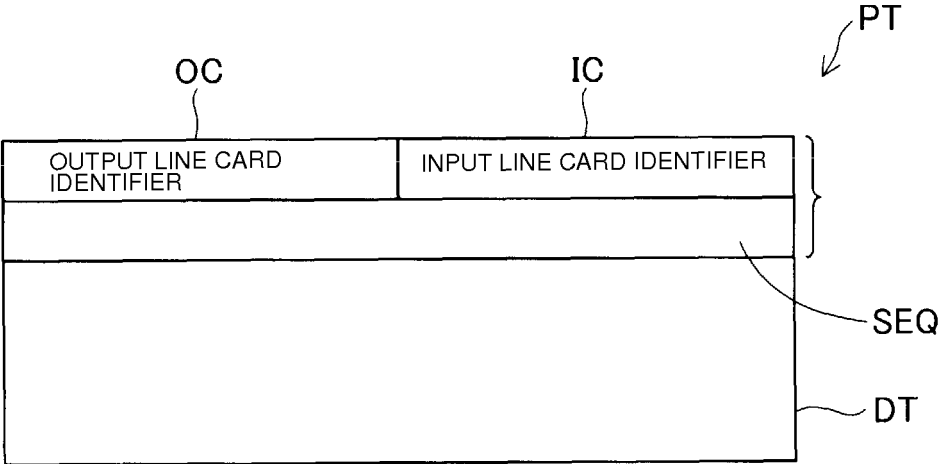 PT
OC
IC
OUTPUT LINE CARD
IDENTIFIER
INPUT LINE CARD IDENTIFIER
SEQ
DT